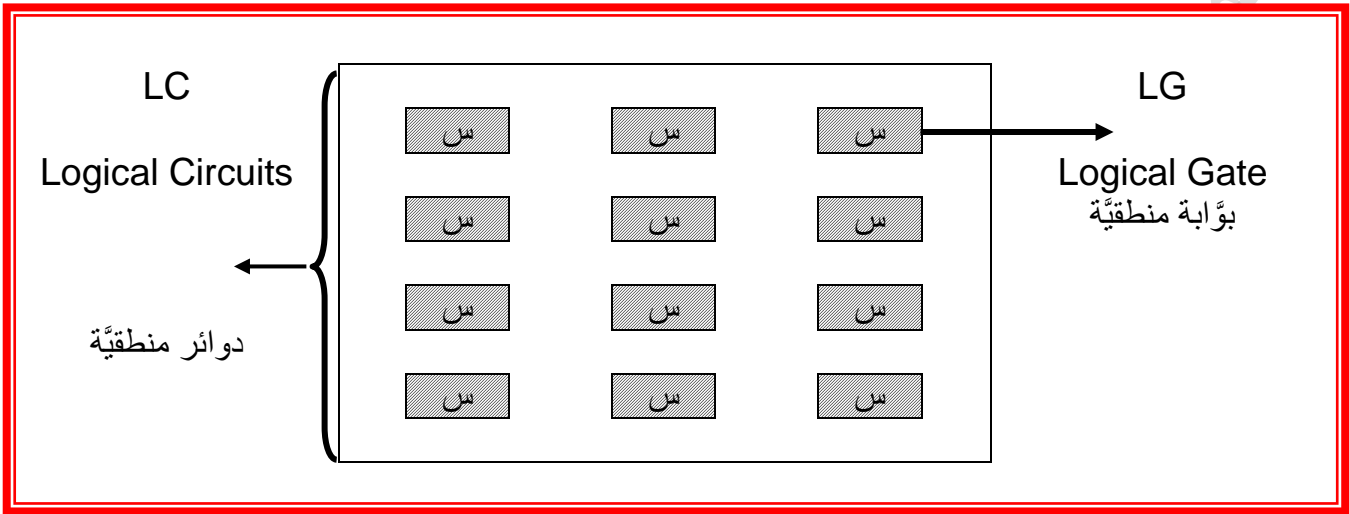 LC
Logical Circuits
دوائر منطقيَّة
س س س
س س س
س س س
س س س
LG
Logical Gate
بوَّابة منطقيَّة